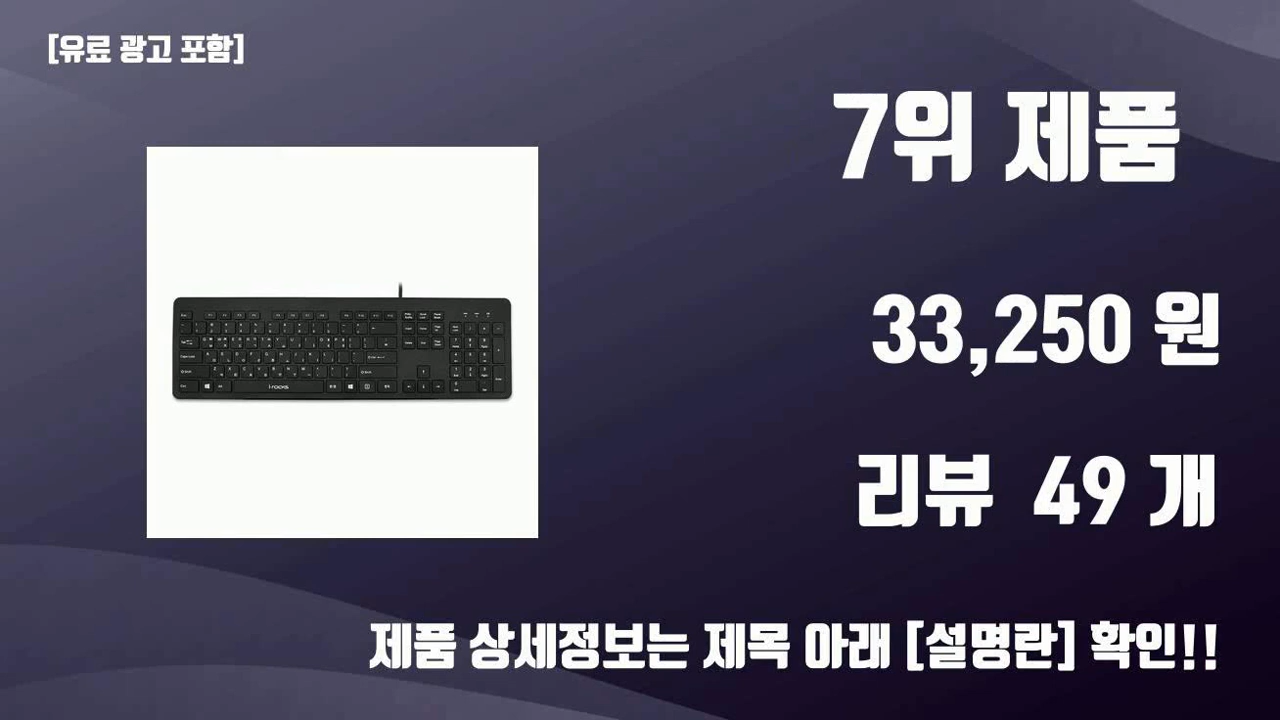 [유료 광고 포함]
7위 제품
33,250 원
리뷰 49 개
i-rocks
제품 상세정보는 제목 아래 [설명란] 확인!!